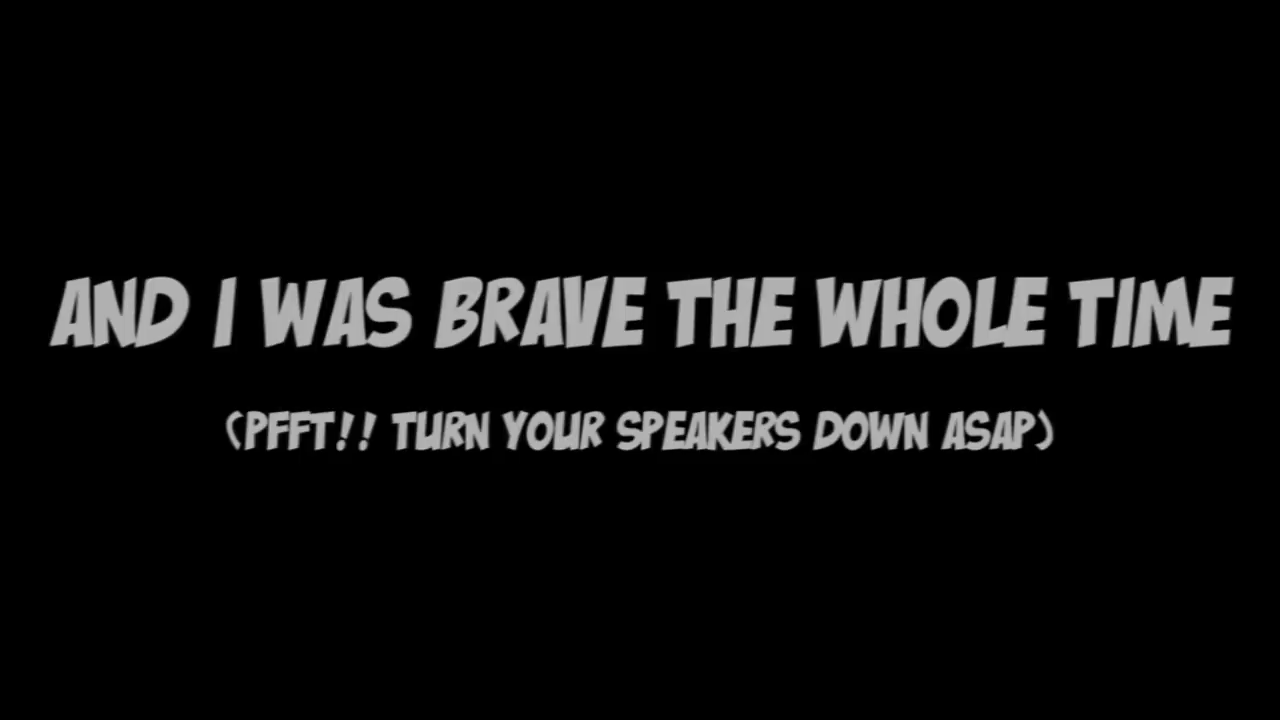 AND I WAS BRAVE THE WHOLE TIME
(PFFT!! TURN YOUR SPEAKERS DOWN ASAP)